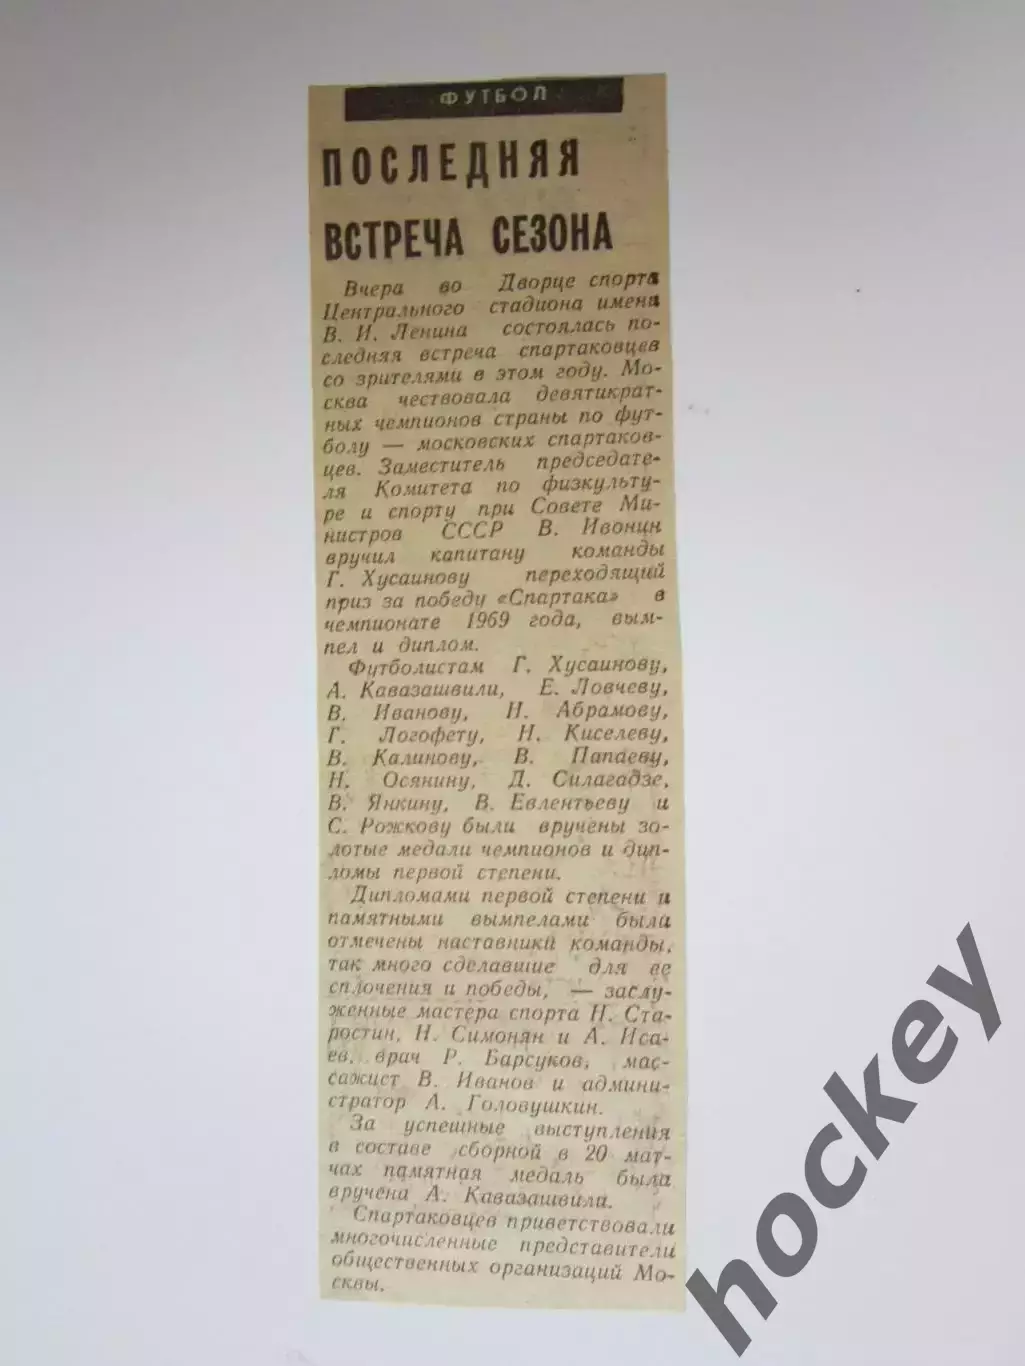 ФУТБОЛ
ПОСЛЕДНЯЯ
ВСТРЕЧА СЕЗОНА
Вчера во Дворце спорта
Центрального стадиона имени
В. И. Ленина состоялась по-
следняя встреча спартаковцев
со зрителями в этом году. Мо-
сква чествовала девятикрат-
ных чемпионов страны по фут-
болу — московских спартаков-
цев. Заместитель председате-
ля Комитета по физкульту-
ре и спорту при Совете Ми-
нистров СССР В. Ивонин
вручил капитану команды
Г. Хусаинову переходящий
приз за победу «Спартака» в
чемпионате 1969 года, вым-
пел и диплом.
Футболистам Г. Хусаинову,
А. Кавазашвили, Е. Ловчеву,
В. Иванову, Н. Абрамову,
Г. Логофету, Н. Киселеву,
В. Калинову, В. Папаеву,
Н. Осянину, Д. Силагадзе,
В. Янкину, В. Евлентьеву и
С. Рожкову были вручены зо-
лотые медали чемпионов и дип-
ломы первой степени.
Дипломами первой степени и
памятными вымпелами были
отмечены наставники команды,
так много сделавшие для ее
сплочения и победы, — заслу-
женные мастера спорта Н. Ста-
ростин, Н. Симонян и А. Иса-
ев, врач Р. Барсуков, мас-
сажист В. Иванов и админи-
стратор А. Головушкин.
За успешные выступления
в составе сборной в 20 мат-
чах памятная медаль была
вручена А. Кавазашвили.
Спартаковцев приветствовали
многочисленные представители
общественных организаций Мо-
сквы.
hockey